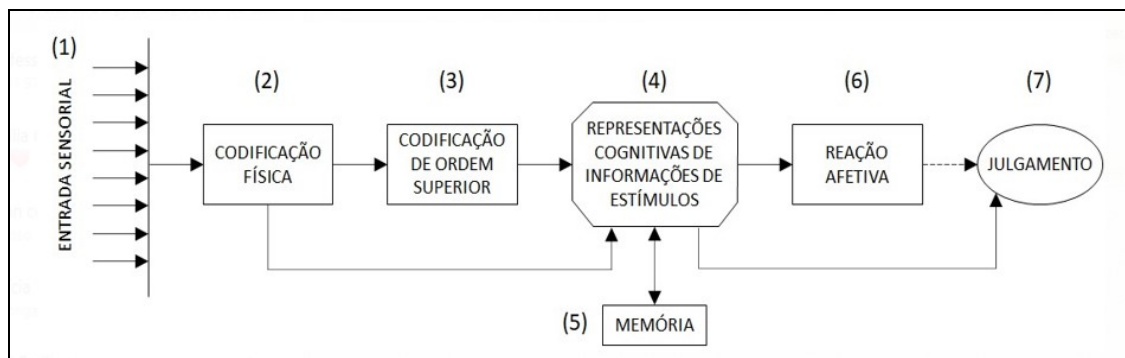 (1)
ENTRADA SENSORIAL
(2)
CODIFICAÇÃO
FÍSICA
(3)
CODIFICAÇÃO
DE ORDEM
SUPERIOR
(4)
REPRESENTAÇÕES
COGNITIVAS DE
INFORMAÇÕES DE
ESTÍMULOS
(5)
MEMÓRIA
(6)
REAÇÃO
AFETIVA
(7)
JULGAMENTO